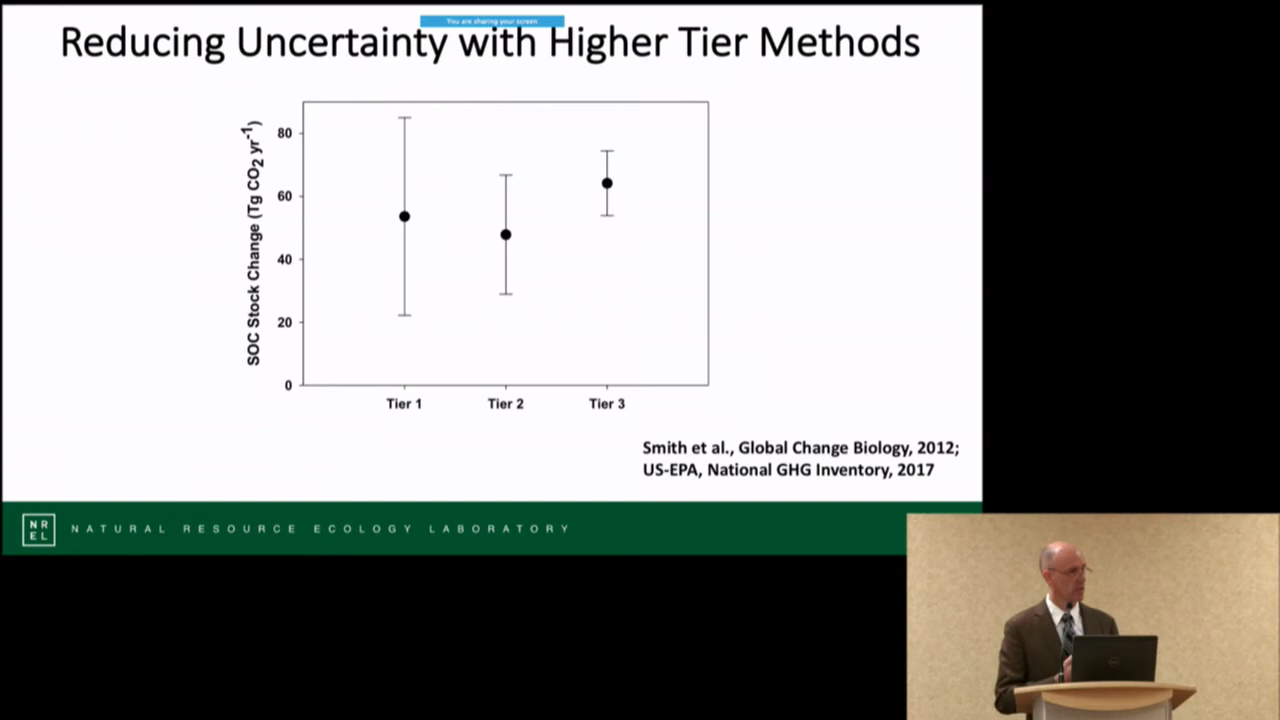 You are sharing your screen
Reducing Uncertainty with Higher Tier Methods
SOC Stock Change (Tg CO2 yr-1)
80
60
40
20
0
Tier 1
Tier 2
Tier 3
Smith et al., Global Change Biology, 2012;
US-EPA, National GHG Inventory, 2017
NR
EL
NATURAL RESOURCE ECOLOGY LABORATORY